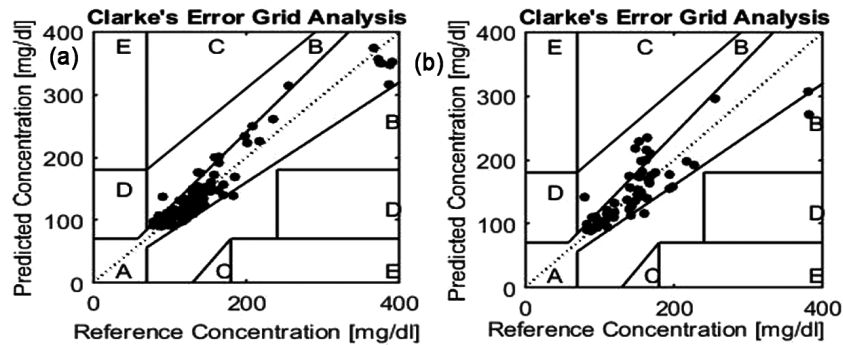 Clarke's Error Grid Analysis
(a)
Predicted Concentration [mg/dl]
400
300
200
100
0
E
C
B
B
D
D
A
C
E
0
200
400
Reference Concentration [mg/dl]
Clarke's Error Grid Analysis
(b)
Predicted Concentration [mg/dl]
400
300
200
100
0
E
C
B
B
D
D
A
C
E
0
200
400
Reference Concentration [mg/dl]